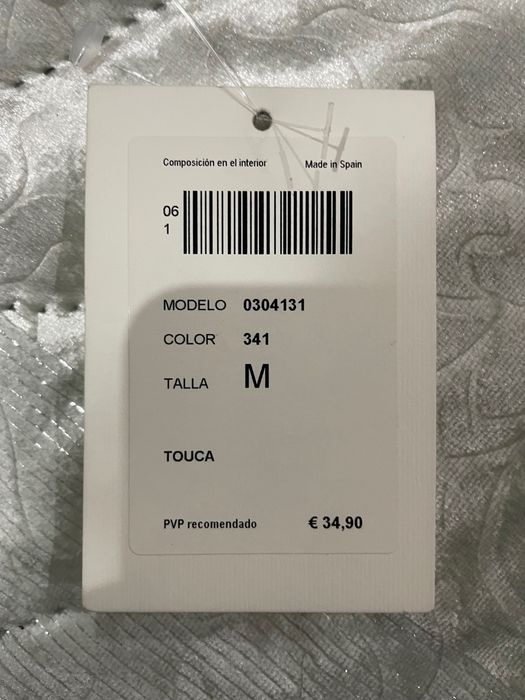 Composición en el interior Made in Spain
06
1
MODELO 0304131
COLOR 341
TALLA M
TOUCA
PVP recomendado € 34,90